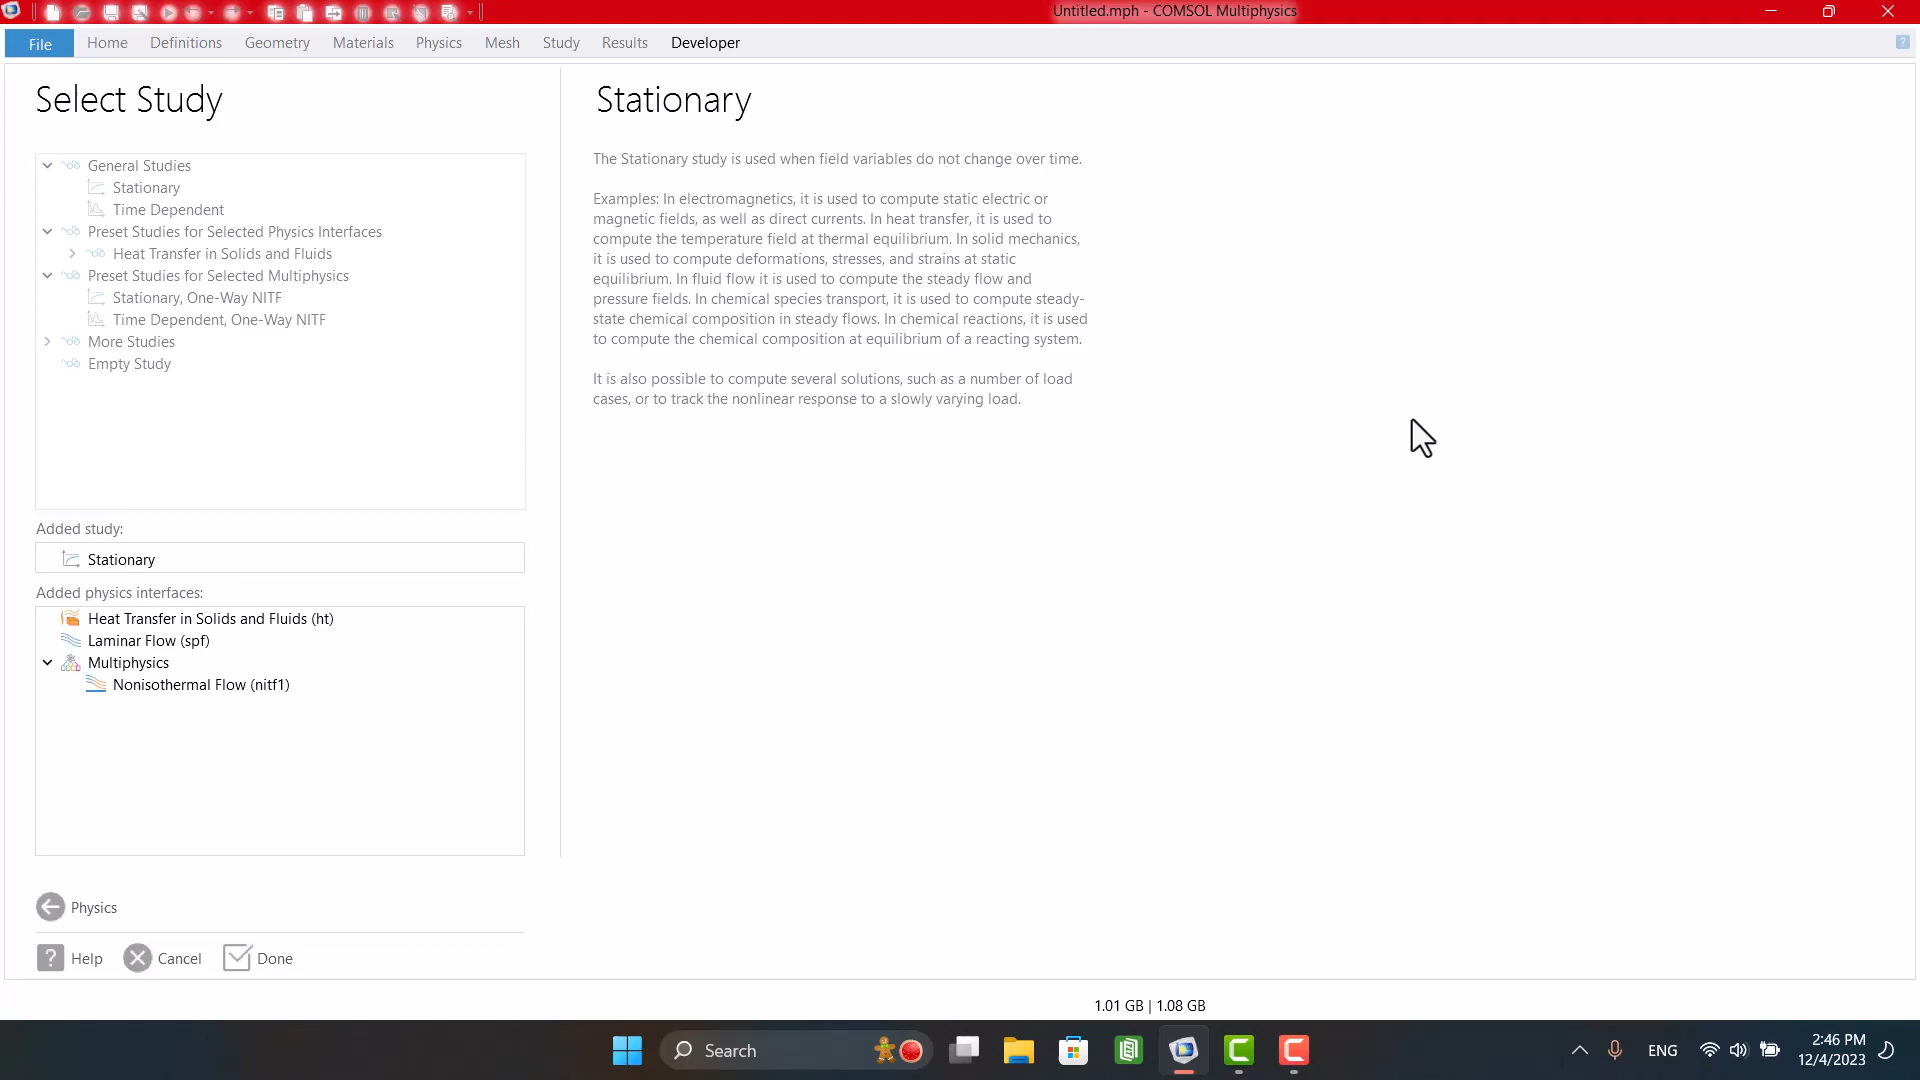 Untitled.mph - COMSOL Multiphysics
File Home Definitions Geometry Materials Physics Mesh Study Results Developer
?
Select Study
General Studies
Stationary
Time Dependent
Preset Studies for Selected Physics Interfaces
Heat Transfer in Solids and Fluids
Preset Studies for Selected Multiphysics
Stationary, One-Way NITF
Time Dependent, One-Way NITF
More Studies
Empty Study
Added study:
Stationary
Added physics interfaces:
Heat Transfer in Solids and Fluids (ht)
Laminar Flow (spf)
Multiphysics
Nonisothermal Flow (nitf1)
Physics
? Help Cancel Done
Stationary
The Stationary study is used when field variables do not change over time.
Examples: In electromagnetics, it is used to compute static electric or
magnetic fields, as well as direct currents. In heat transfer, it is used to
compute the temperature field at thermal equilibrium. In solid mechanics,
it is used to compute deformations, stresses, and strains at static
equilibrium. In fluid flow it is used to compute the steady flow and
pressure fields. In chemical species transport, it is used to compute steady-
state chemical composition in steady flows. In chemical reactions, it is used
to compute the chemical composition at equilibrium of a reacting system.
It is also possible to compute several solutions, such as a number of load
cases, or to track the nonlinear response to a slowly varying load.
1.01 GB | 1.08 GB
Search
ENG
2:46 PM
12/4/2023